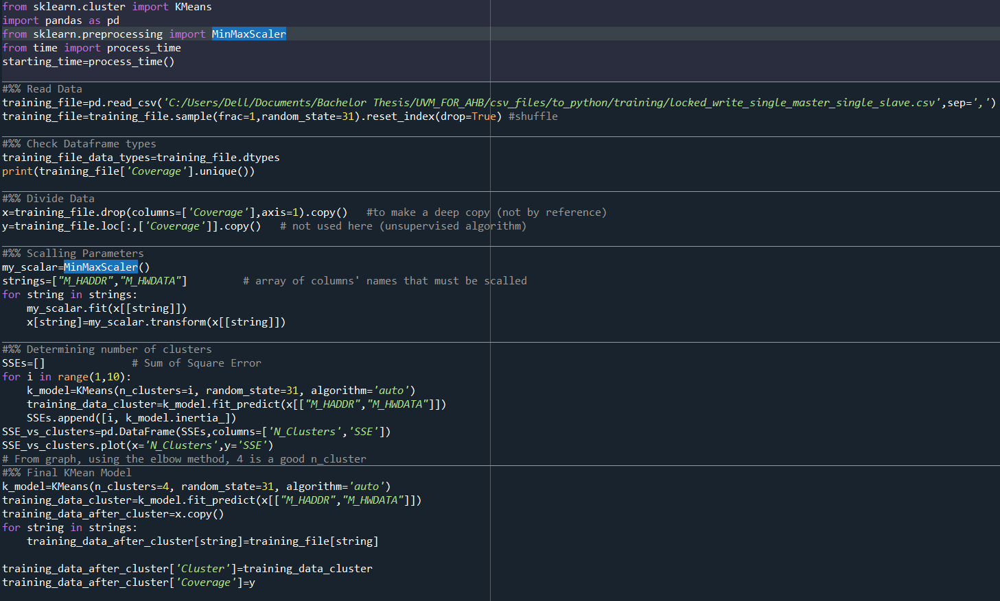 from sklearn.cluster import KMeans
import pandas as pd
from sklearn.preprocessing import MinMaxScaler
from time import process_time
starting_time=process_time()
#%% Read Data
training_file=pd.read_csv('C:/Users/Dell/Documents/Bachelor Thesis/UVM_FOR_AHB/csv_files/to_python/training/locked_write_single_master_single_slave.csv',sep=',')
training_file=training_file.sample(frac=1,random_state=31).reset_index(drop=True) #shuffle
#%% Check Dataframe types
training_file_data_types=training_file.dtypes
print(training_file['Coverage'].unique())
#%% Divide Data
x=training_file.drop(columns=['Coverage'],axis=1).copy()   #to make a deep copy (not by reference)
y=training_file.loc[:,['Coverage']].copy()   # not used here (unsupervised algorithm)
#%% Scalling Parameters
my_scalar=MinMaxScaler()
strings=["M_HADDR","M_HWDATA"]         # array of columns' names that must be scalled
for string in strings:
    my_scalar.fit(x[[string]])
    x[string]=my_scalar.transform(x[[string]])
#%% Determining number of clusters
SSEs=[]              # Sum of Square Error
for i in range(1,10):
    k_model=KMeans(n_clusters=i, random_state=31, algorithm='auto')
    training_data_cluster=k_model.fit_predict(x[["M_HADDR","M_HWDATA"]])
    SSEs.append([i, k_model.inertia_])
SSE_vs_clusters=pd.DataFrame(SSEs,columns=['N_Clusters','SSE'])
SSE_vs_clusters.plot(x='N_Clusters',y='SSE')
# From graph, using the elbow method, 4 is a good n_cluster
#%% Final KMean Model
k_model=KMeans(n_clusters=4, random_state=31, algorithm='auto')
training_data_cluster=k_model.fit_predict(x[["M_HADDR","M_HWDATA"]])
training_data_after_cluster=x.copy()
for string in strings:
    training_data_after_cluster[string]=training_file[string]
training_data_after_cluster['Cluster']=training_data_cluster
training_data_after_cluster['Coverage']=y